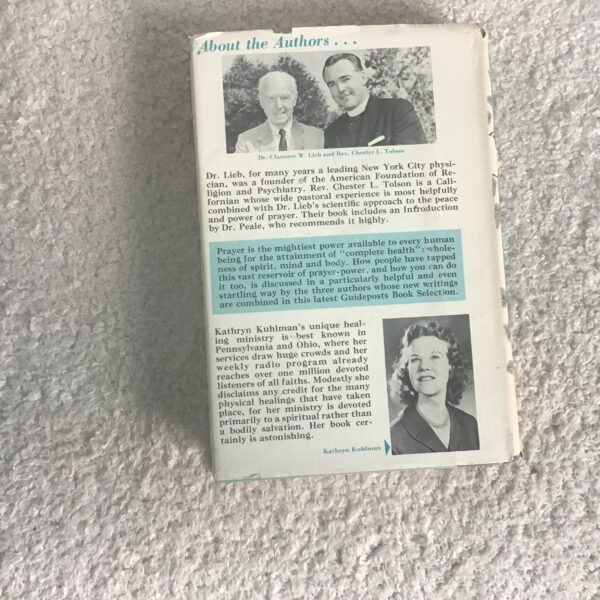 About the Authors . . .
Dr. Clarence W. Lieb and Rev. Chester L. Tolson
Dr. Lieb, for many years a leading New York City physi-
cian, was a founder of the American Foundation of Re-
ligion and Psychiatry. Rev. Chester L. Tolson is a Cali-
fornian whose wide pastoral experience is most helpfully
combined with Dr. Lieb's scientific approach to the peace
and power of prayer. Their book includes an Introduction
by Dr. Peale, who recommends it highly.
Prayer is the mightiest power available to every human
being for the attainment of "complete health": whole-
ness of spirit, mind and body. How people have tapped
this vast reservoir of prayer-power, and how you can do
it too, is discussed in a particularly helpful and even
startling way by the three authors whose new writings
are combined in this latest Guideposts Book Selection.
Kathryn Kuhlman's unique heal-
ing ministry is best known in
Pennsylvania and Ohio, where her
services draw huge crowds and her
weekly radio program already
reaches over one million devoted
listeners of all faiths. Modestly she
disclaims any credit for the many
physical healings that have taken
place, for her ministry is devoted
primarily to a spiritual rather than
a bodily salvation. Her book cer-
tainly is astonishing.
Kathryn Kuhlman